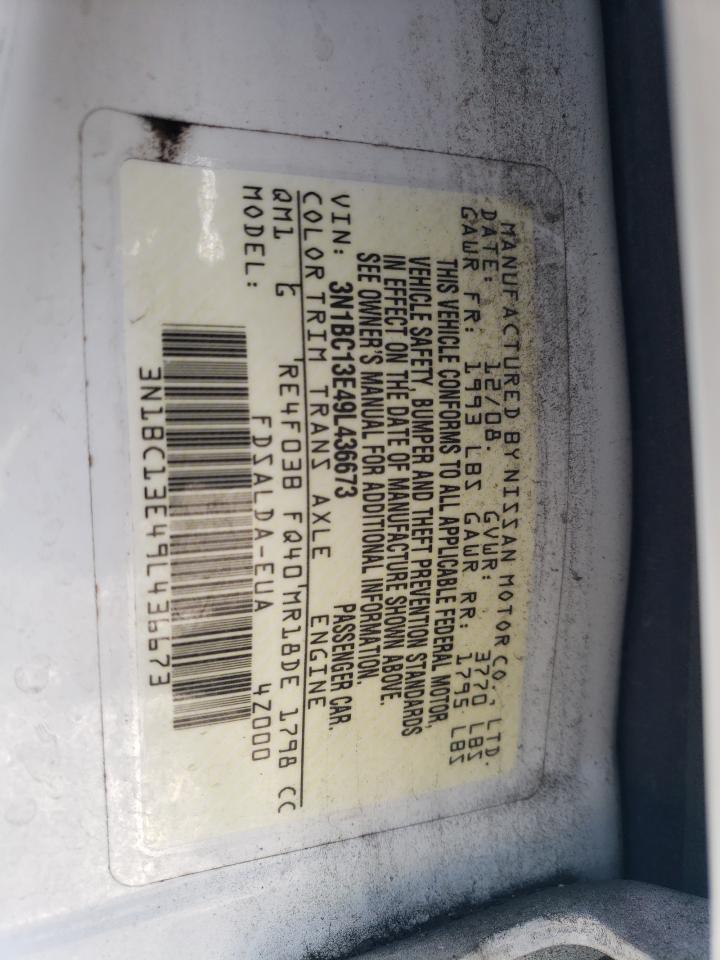 MANUFACTURED BY NISSAN MOTOR CO., LTD.
DATE: 12/08. GVWR: 3770 LBS
GAWR FR: 1993 LBS GAWR RR: 1795 LBS
THIS VEHICLE CONFORMS TO ALL APPLICABLE FEDERAL MOTOR,
VEHICLE SAFETY, BUMPER AND THEFT PREVENTION STANDARDS
IN EFFECT ON THE DATE OF MANUFACTURE SHOWN ABOVE.
SEE OWNER'S MANUAL FOR ADDITIONAL INFORMATION.
VIN: 3N1BC13E49L436673 PASSENGER CAR.
COLOR TRIM TRANS AXLE ENGINE
QM1 G RE4F03B FQ40 MR18DE 1798 CC
MODEL: FDSALDA-EUA 4Z000
3N1BC13E49L436673